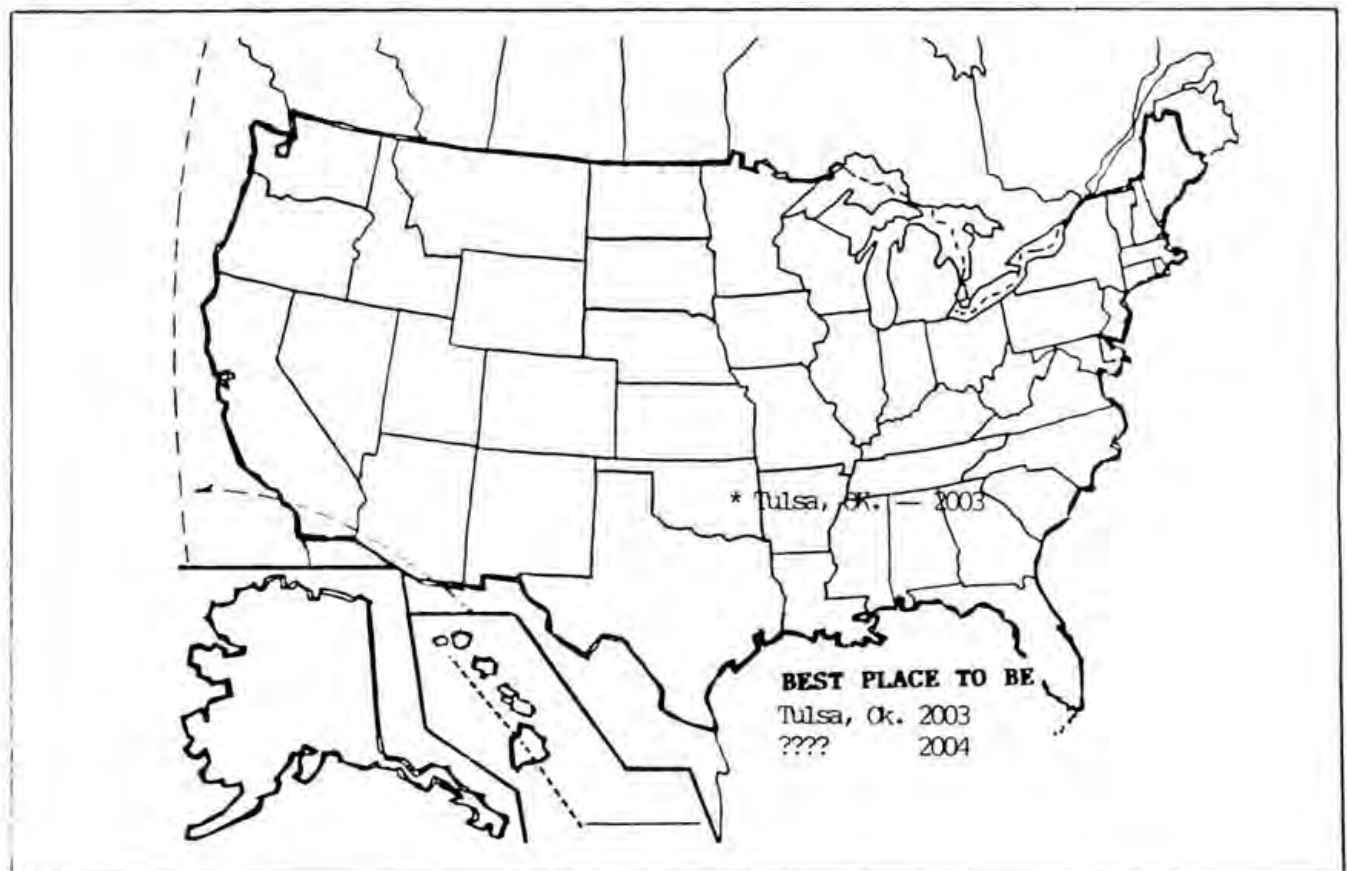 * Tulsa, OK. — 2003
BEST PLACE TO BE
Tulsa, Ok. 2003
???? 2004